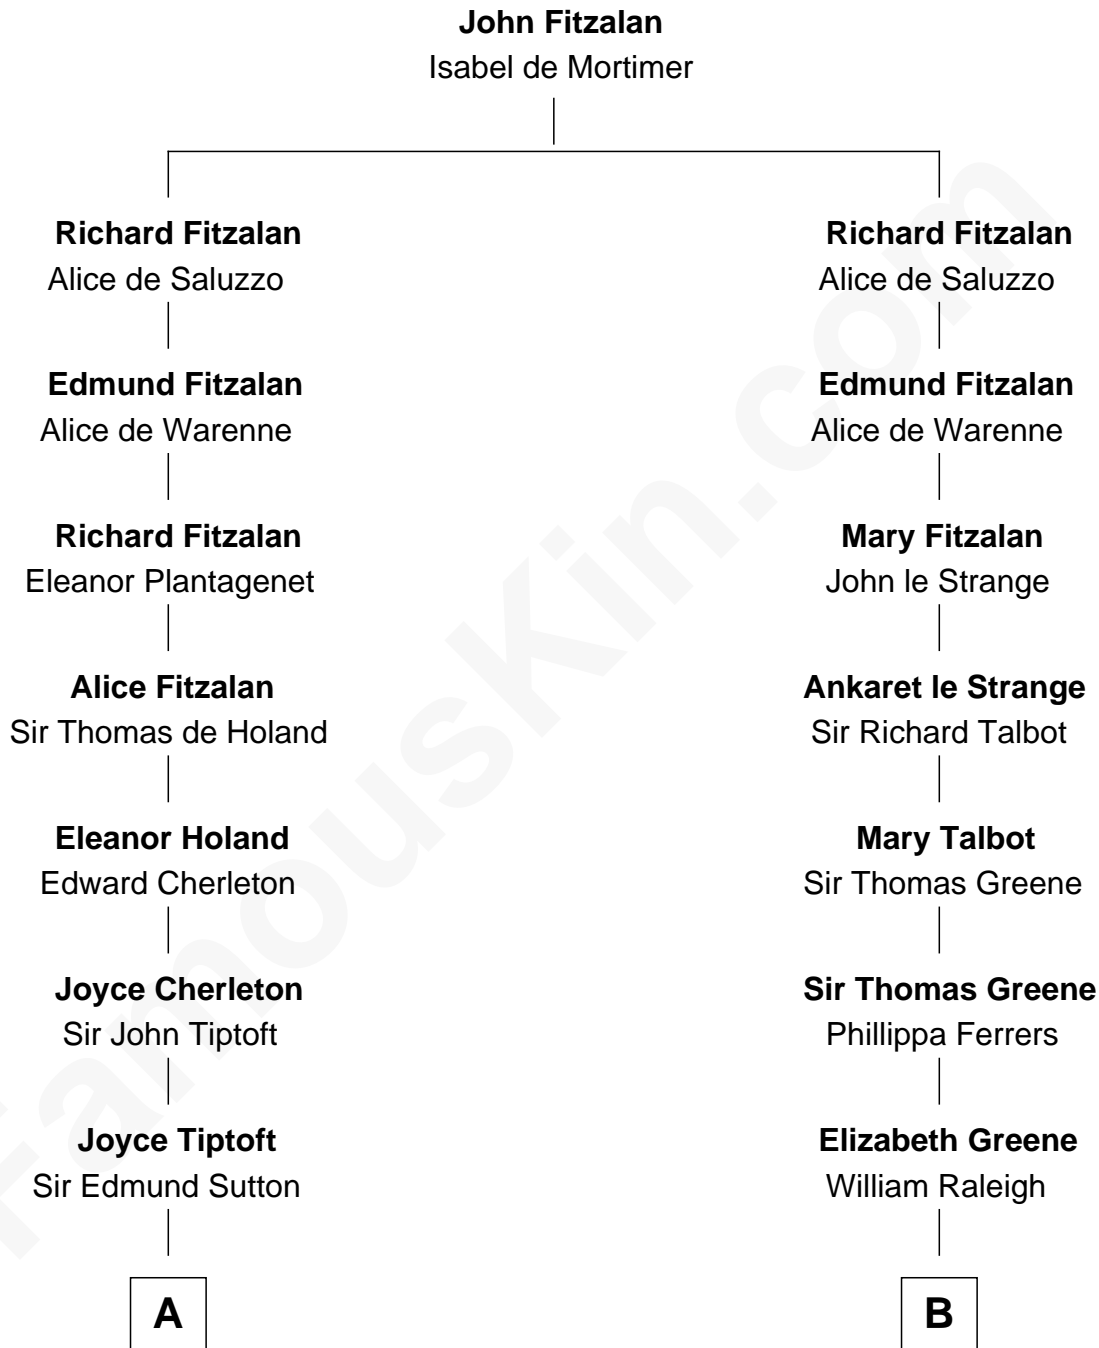 John Fitzalan
Isabel de Mortimer
Richard Fitzalan
Alice de Saluzzo
Richard Fitzalan
Alice de Saluzzo
Edmund Fitzalan
Alice de Warenne
Edmund Fitzalan
Alice de Warenne
Richard Fitzalan
Eleanor Plantagenet
Mary Fitzalan
John le Strange
Alice Fitzalan
Sir Thomas de Holand
Ankaret le Strange
Sir Richard Talbot
Eleanor Holand
Edward Cherleton
Mary Talbot
Sir Thomas Greene
Joyce Cherleton
Sir John Tiptoft
Sir Thomas Greene
Phillippa Ferrers
Joyce Tiptoft
Sir Edmund Sutton
Elizabeth Greene
William Raleigh
A
B
FamousKin.com